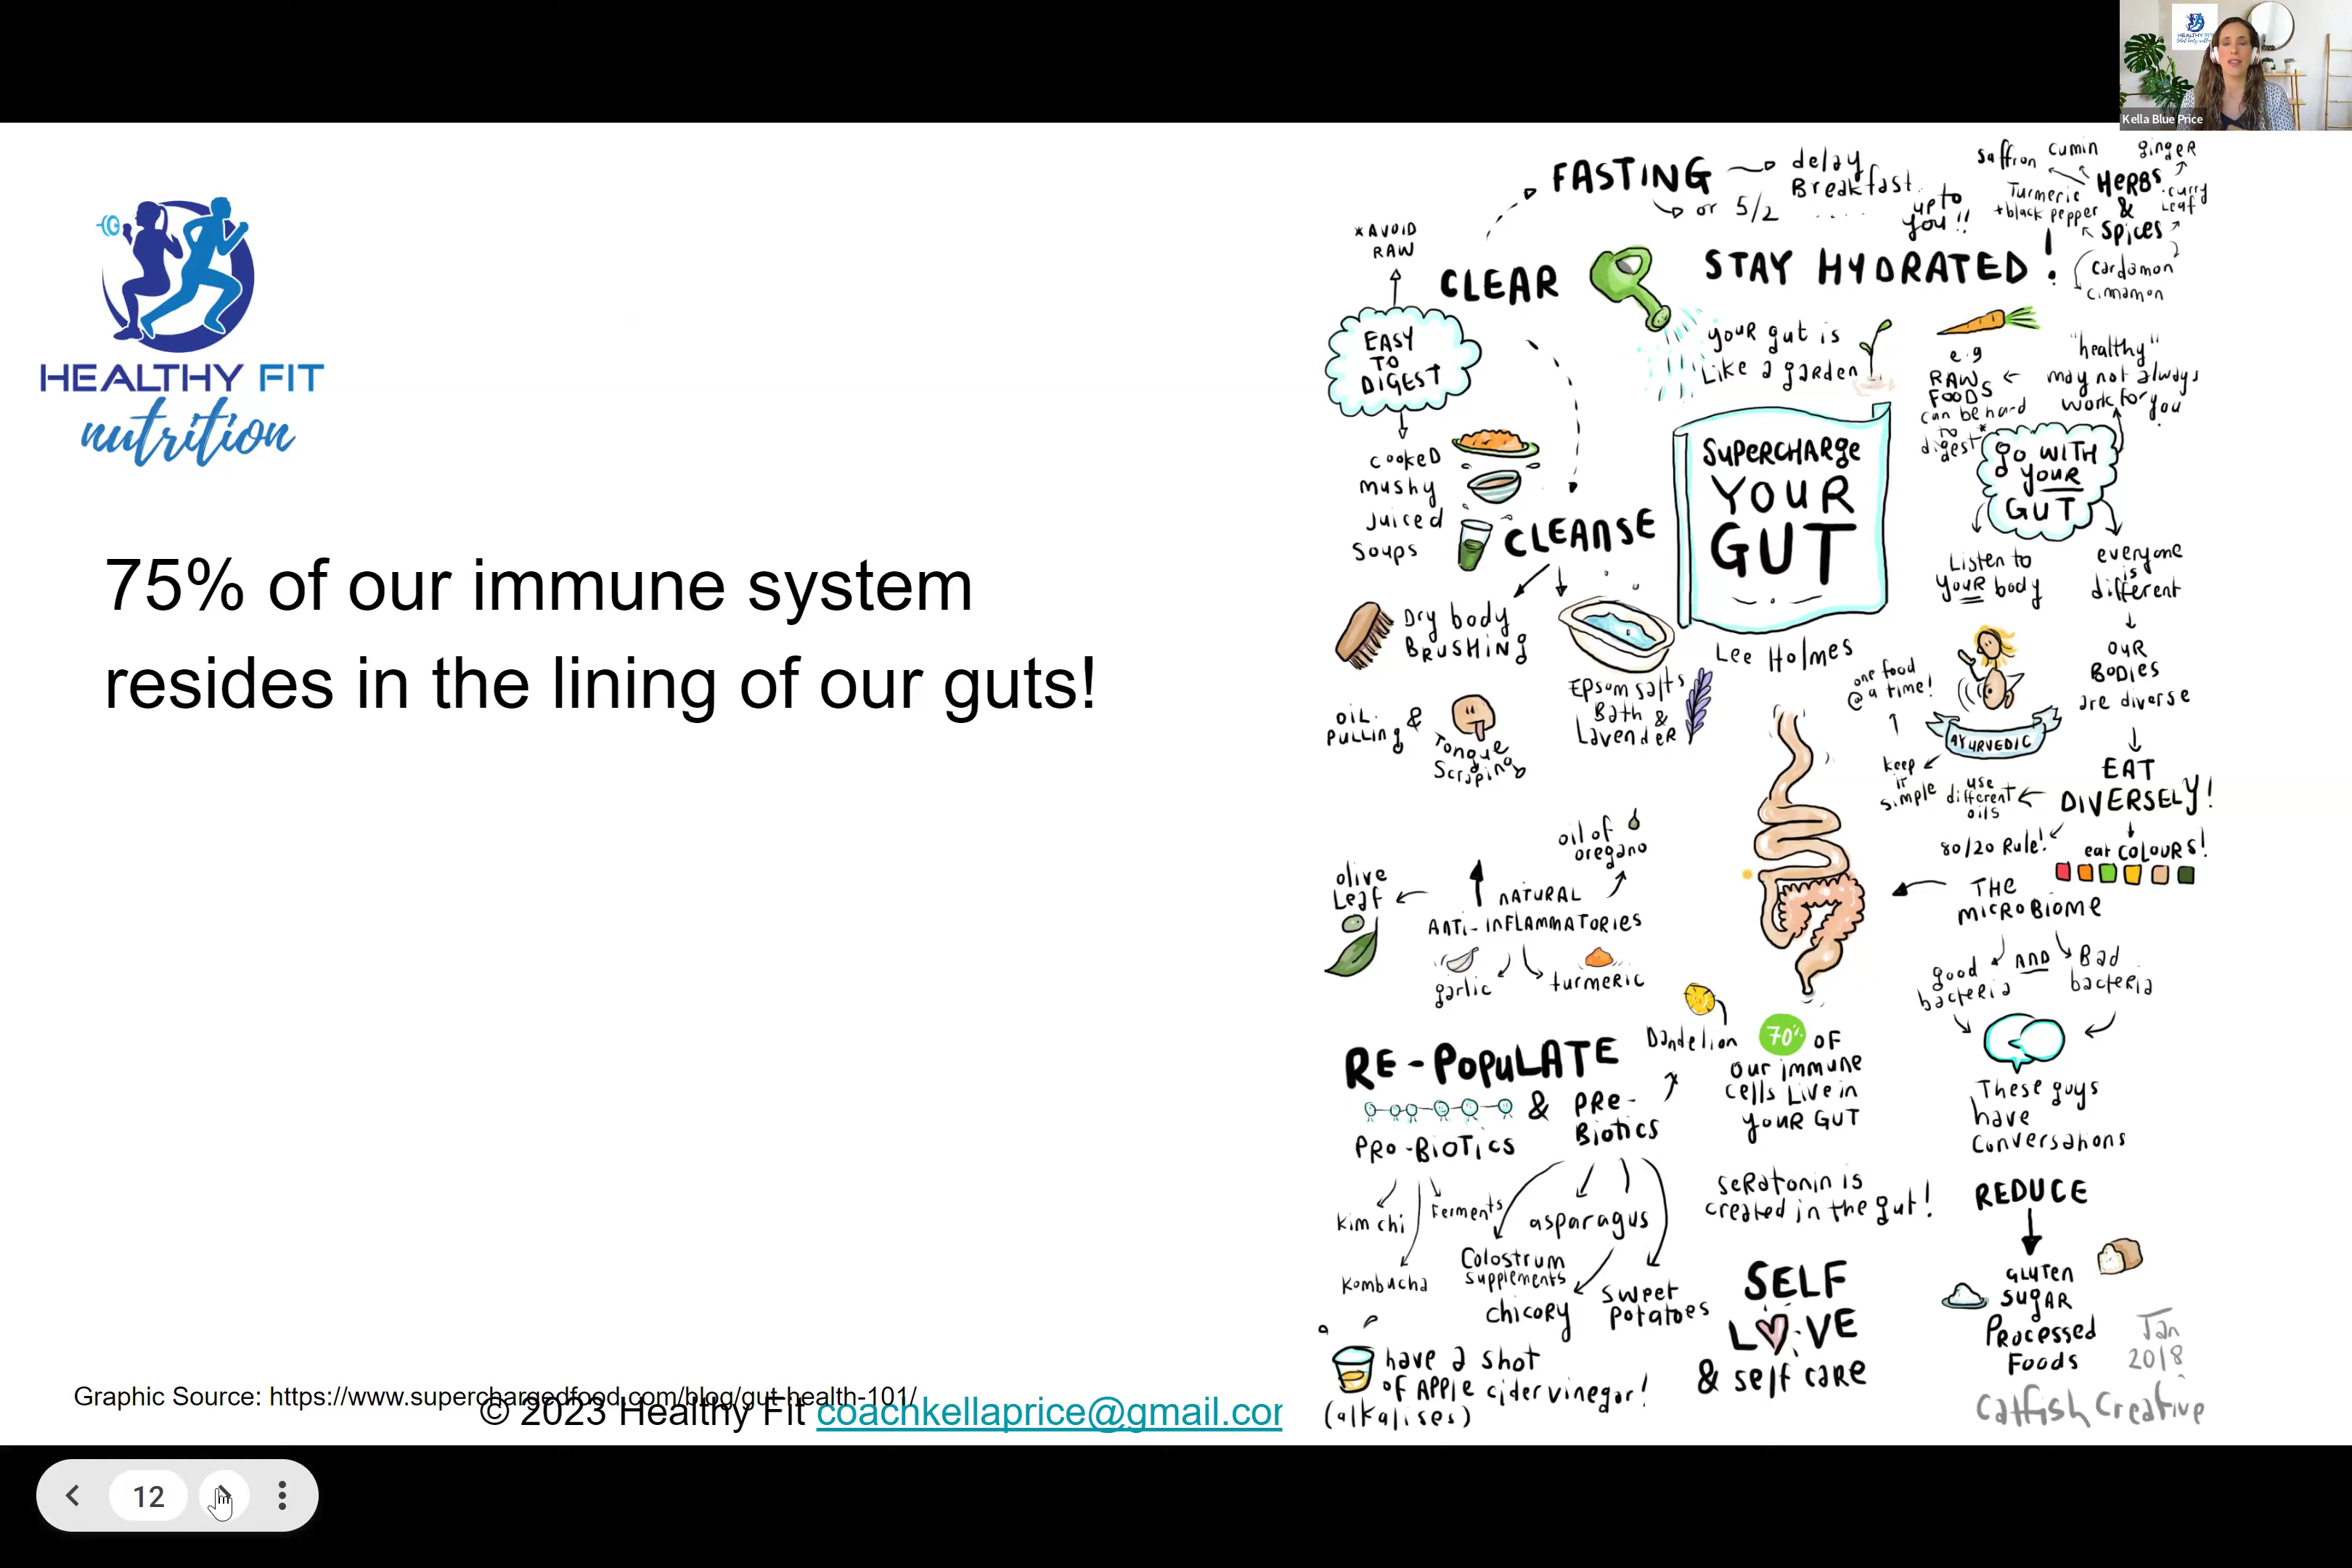 HEALTHY FIT
Kella Blue Price
HEALTHY FIT
nutrition
75% of our immune system
resides in the lining of our guts!
Graphic Source: https://www.superchargedfood.com/blog/gut-health-101/
© 2023 Healthy Fit coachkellaprice@gmail.cor
12
FASTING
delay
Breakfast
or 5/2
....
up to
you!!
saffron
cumin
ginger
Turmeric
+black pepper
HERBS
&
Spices
curry
Leaf
cardamon
cinnamon
*AVOID
RAW
CLEAR
STAY HYDRATED!
EASY
TO
DIGEST
your gut is
Like a garden
e.g
RAW
FOODS
can be hard
to
digest*
"healthy"
may not always
work for
you
cooked
mushy
juiced
soups
SUPERCHARGE
YOUR
GUT
Lee Holmes
go WITH
your
GUT
CLEANSE
Listen to
your body
everyone
is
different
our
BODIES
are diverse
Dry body
BRUSHING
Epsom salts
Bath &
Lavender
OIL
PULLING
&
Tongue
Scraping
one food
@ a time!
AYURVEDIC
keep
it
simple
use
different
oils
EAT
DIVERSELY!
80/20 Rule!
eat COLOURS!
oil of
oregano
olive
Leaf
NATURAL
ANTI-INFLAMMATORIES
garlic
turmeric
THE
MICROBIOME
good
bacteria
AND
Bad
bacteria
These guys
have
conversations
RE-POPULATE
PRO-BIOTICS
&
PRE-
BIOTICS
Dandelion
70% OF
our immune
cells Live in
your GUT
kim chi
Ferments
kombucha
asparagus
Colostrum
supplements
chicory
sweet
potatoes
seratonin is
created in the gut!
REDUCE
GLUTEN
SUGAR
PROCESSED
FOODS
SELF
LOVE
& self care
have a shot
of APPLE cider vinegar!
(alkalises)
Jan
2018
Catfish Creative